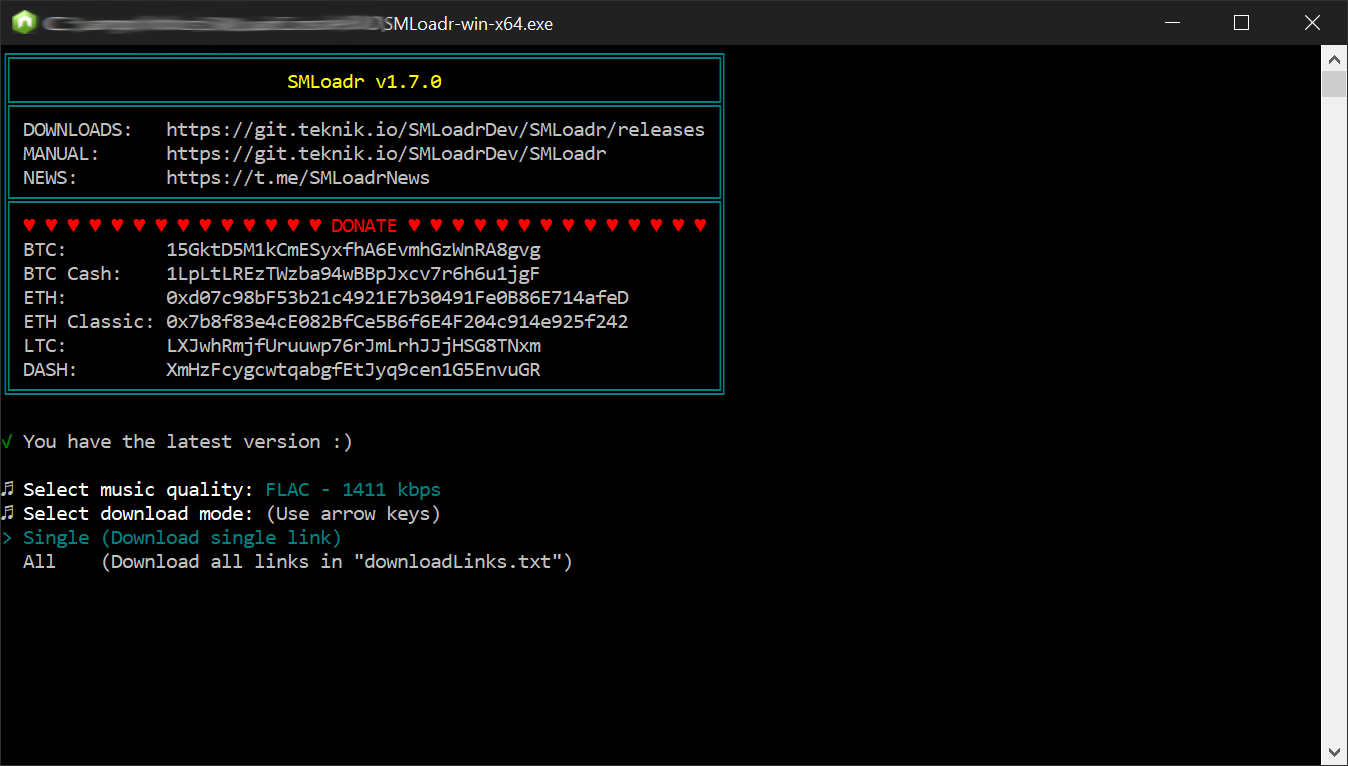 SMLoadr-win-x64.exe
SMLoadr v1.7.0
DOWNLOADS: https://git.teknik.io/SMLoadrDev/SMLoadr/releases
MANUAL: https://git.teknik.io/SMLoadrDev/SMLoadr
NEWS: https://t.me/SMLoadrNews
♥ ♥ ♥ ♥ ♥ ♥ ♥ ♥ ♥ ♥ ♥ ♥ ♥ ♥ DONATE ♥ ♥ ♥ ♥ ♥ ♥ ♥ ♥ ♥ ♥ ♥ ♥ ♥ ♥
BTC: 15GktD5M1kCmESyxfhA6EvmhGzWnRA8gvg
BTC Cash: 1LpLtLREzTWzba94wBBpJxcv7r6h6u1jgF
ETH: 0xd07c98bF53b21c4921E7b30491Fe0B86E714afeD
ETH Classic: 0x7b8f83e4cE082BfCe5B6f6E4F204c914e925f242
LTC: LXJwhRmjfUruuwp76rJmLrhJJjHSG8TNxm
DASH: XmHzFcygcwtqabgfEtJyq9cen1G5EnvuGR
√ You have the latest version :)
♫ Select music quality: FLAC - 1411 kbps
♫ Select download mode: (Use arrow keys)
> Single (Download single link)
All (Download all links in "downloadLinks.txt")